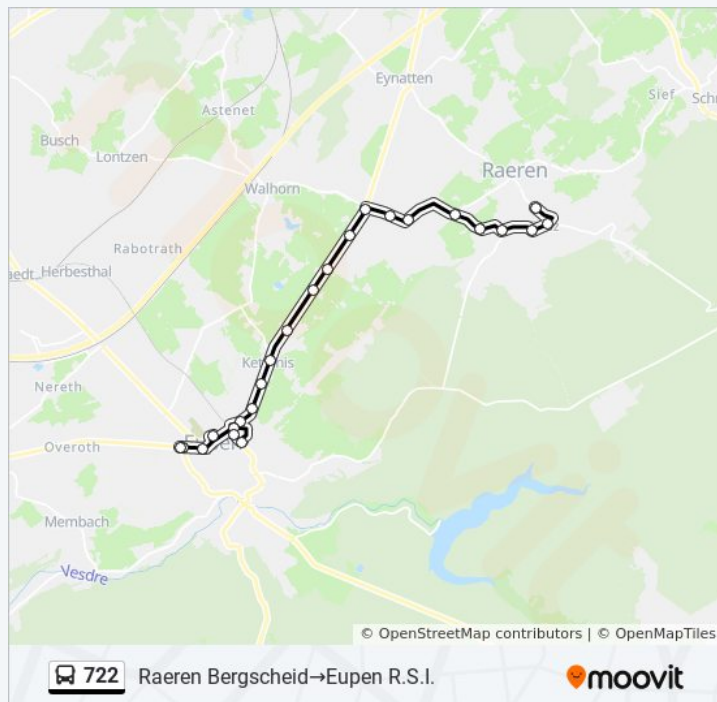 Eynatten
Sief
Astenet
Busch
Lontzen
Raeren
Walhorn
Rabotrath
Herbesthal
Nereth
Overoth
Membach
Vesdre
© OpenStreetMap contributors | © OpenMapTiles
722 Raeren Bergscheid→Eupen R.S.I.
moovit